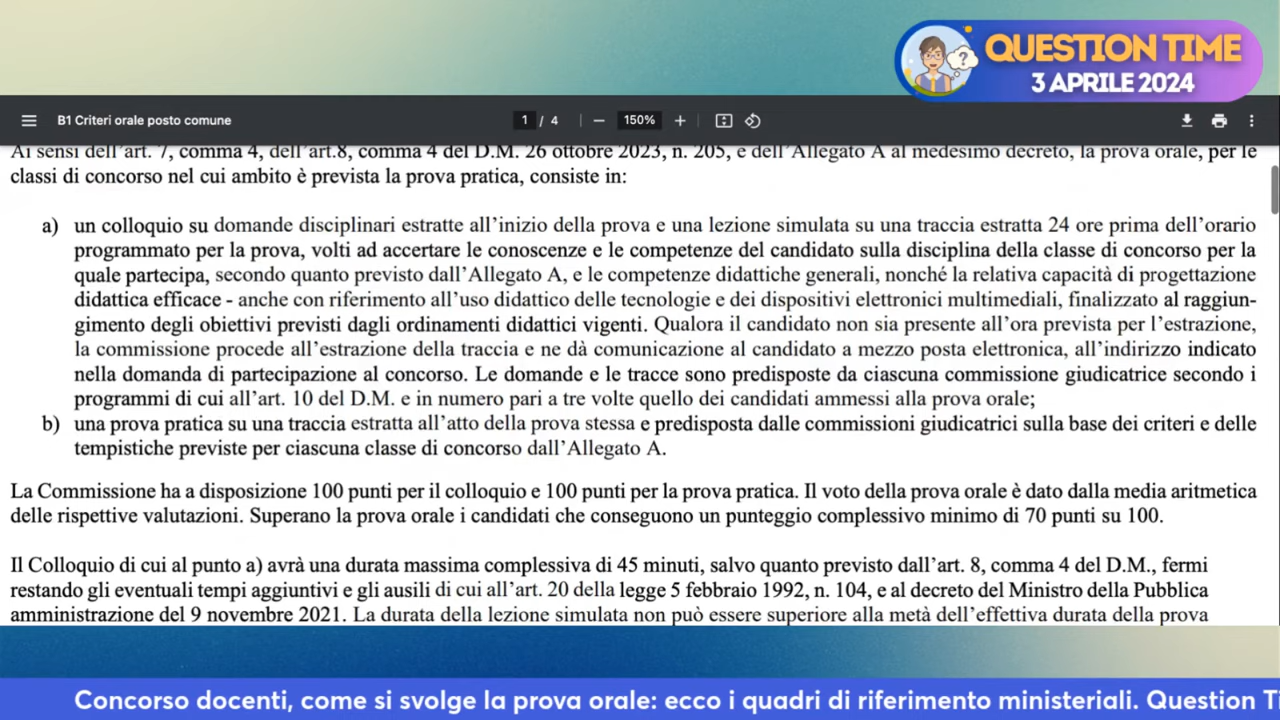 QUESTION TIME
3 APRILE 2024
B1 Criteri orale posto comune
1 / 4
150%
Ai sensi dell'art. 7, comma 4, dell'art.8, comma 4 del D.M. 26 ottobre 2023, n. 205, e dell'Allegato A al medesimo decreto, la prova orale, per le
classi di concorso nel cui ambito è prevista la prova pratica, consiste in:
a) un colloquio su domande disciplinari estratte all'inizio della prova e una lezione simulata su una traccia estratta 24 ore prima dell'orario
programmato per la prova, volti ad accertare le conoscenze e le competenze del candidato sulla disciplina della classe di concorso per la
quale partecipa, secondo quanto previsto dall'Allegato A, e le competenze didattiche generali, nonché la relativa capacità di progettazione
didattica efficace - anche con riferimento all'uso didattico delle tecnologie e dei dispositivi elettronici multimediali, finalizzato al raggiun-
gimento degli obiettivi previsti dagli ordinamenti didattici vigenti. Qualora il candidato non sia presente all'ora prevista per l'estrazione,
la commissione procede all'estrazione della traccia e ne dà comunicazione al candidato a mezzo posta elettronica, all'indirizzo indicato
nella domanda di partecipazione al concorso. Le domande e le tracce sono predisposte da ciascuna commissione giudicatrice secondo i
programmi di cui all'art. 10 del D.M. e in numero pari a tre volte quello dei candidati ammessi alla prova orale;
b) una prova pratica su una traccia estratta all'atto della prova stessa e predisposta dalle commissioni giudicatrici sulla base dei criteri e delle
tempistiche previste per ciascuna classe di concorso dall'Allegato A.
La Commissione ha a disposizione 100 punti per il colloquio e 100 punti per la prova pratica. Il voto della prova orale è dato dalla media aritmetica
delle rispettive valutazioni. Superano la prova orale i candidati che conseguono un punteggio complessivo minimo di 70 punti su 100.
Il Colloquio di cui al punto a) avrà una durata massima complessiva di 45 minuti, salvo quanto previsto dall'art. 8, comma 4 del D.M., fermi
restando gli eventuali tempi aggiuntivi e gli ausili di cui all'art. 20 della legge 5 febbraio 1992, n. 104, e al decreto del Ministro della Pubblica
amministrazione del 9 novembre 2021. La durata della lezione simulata non può essere superiore alla metà dell'effettiva durata della prova
Concorso docenti, come si svolge la prova orale: ecco i quadri di riferimento ministeriali. Question T